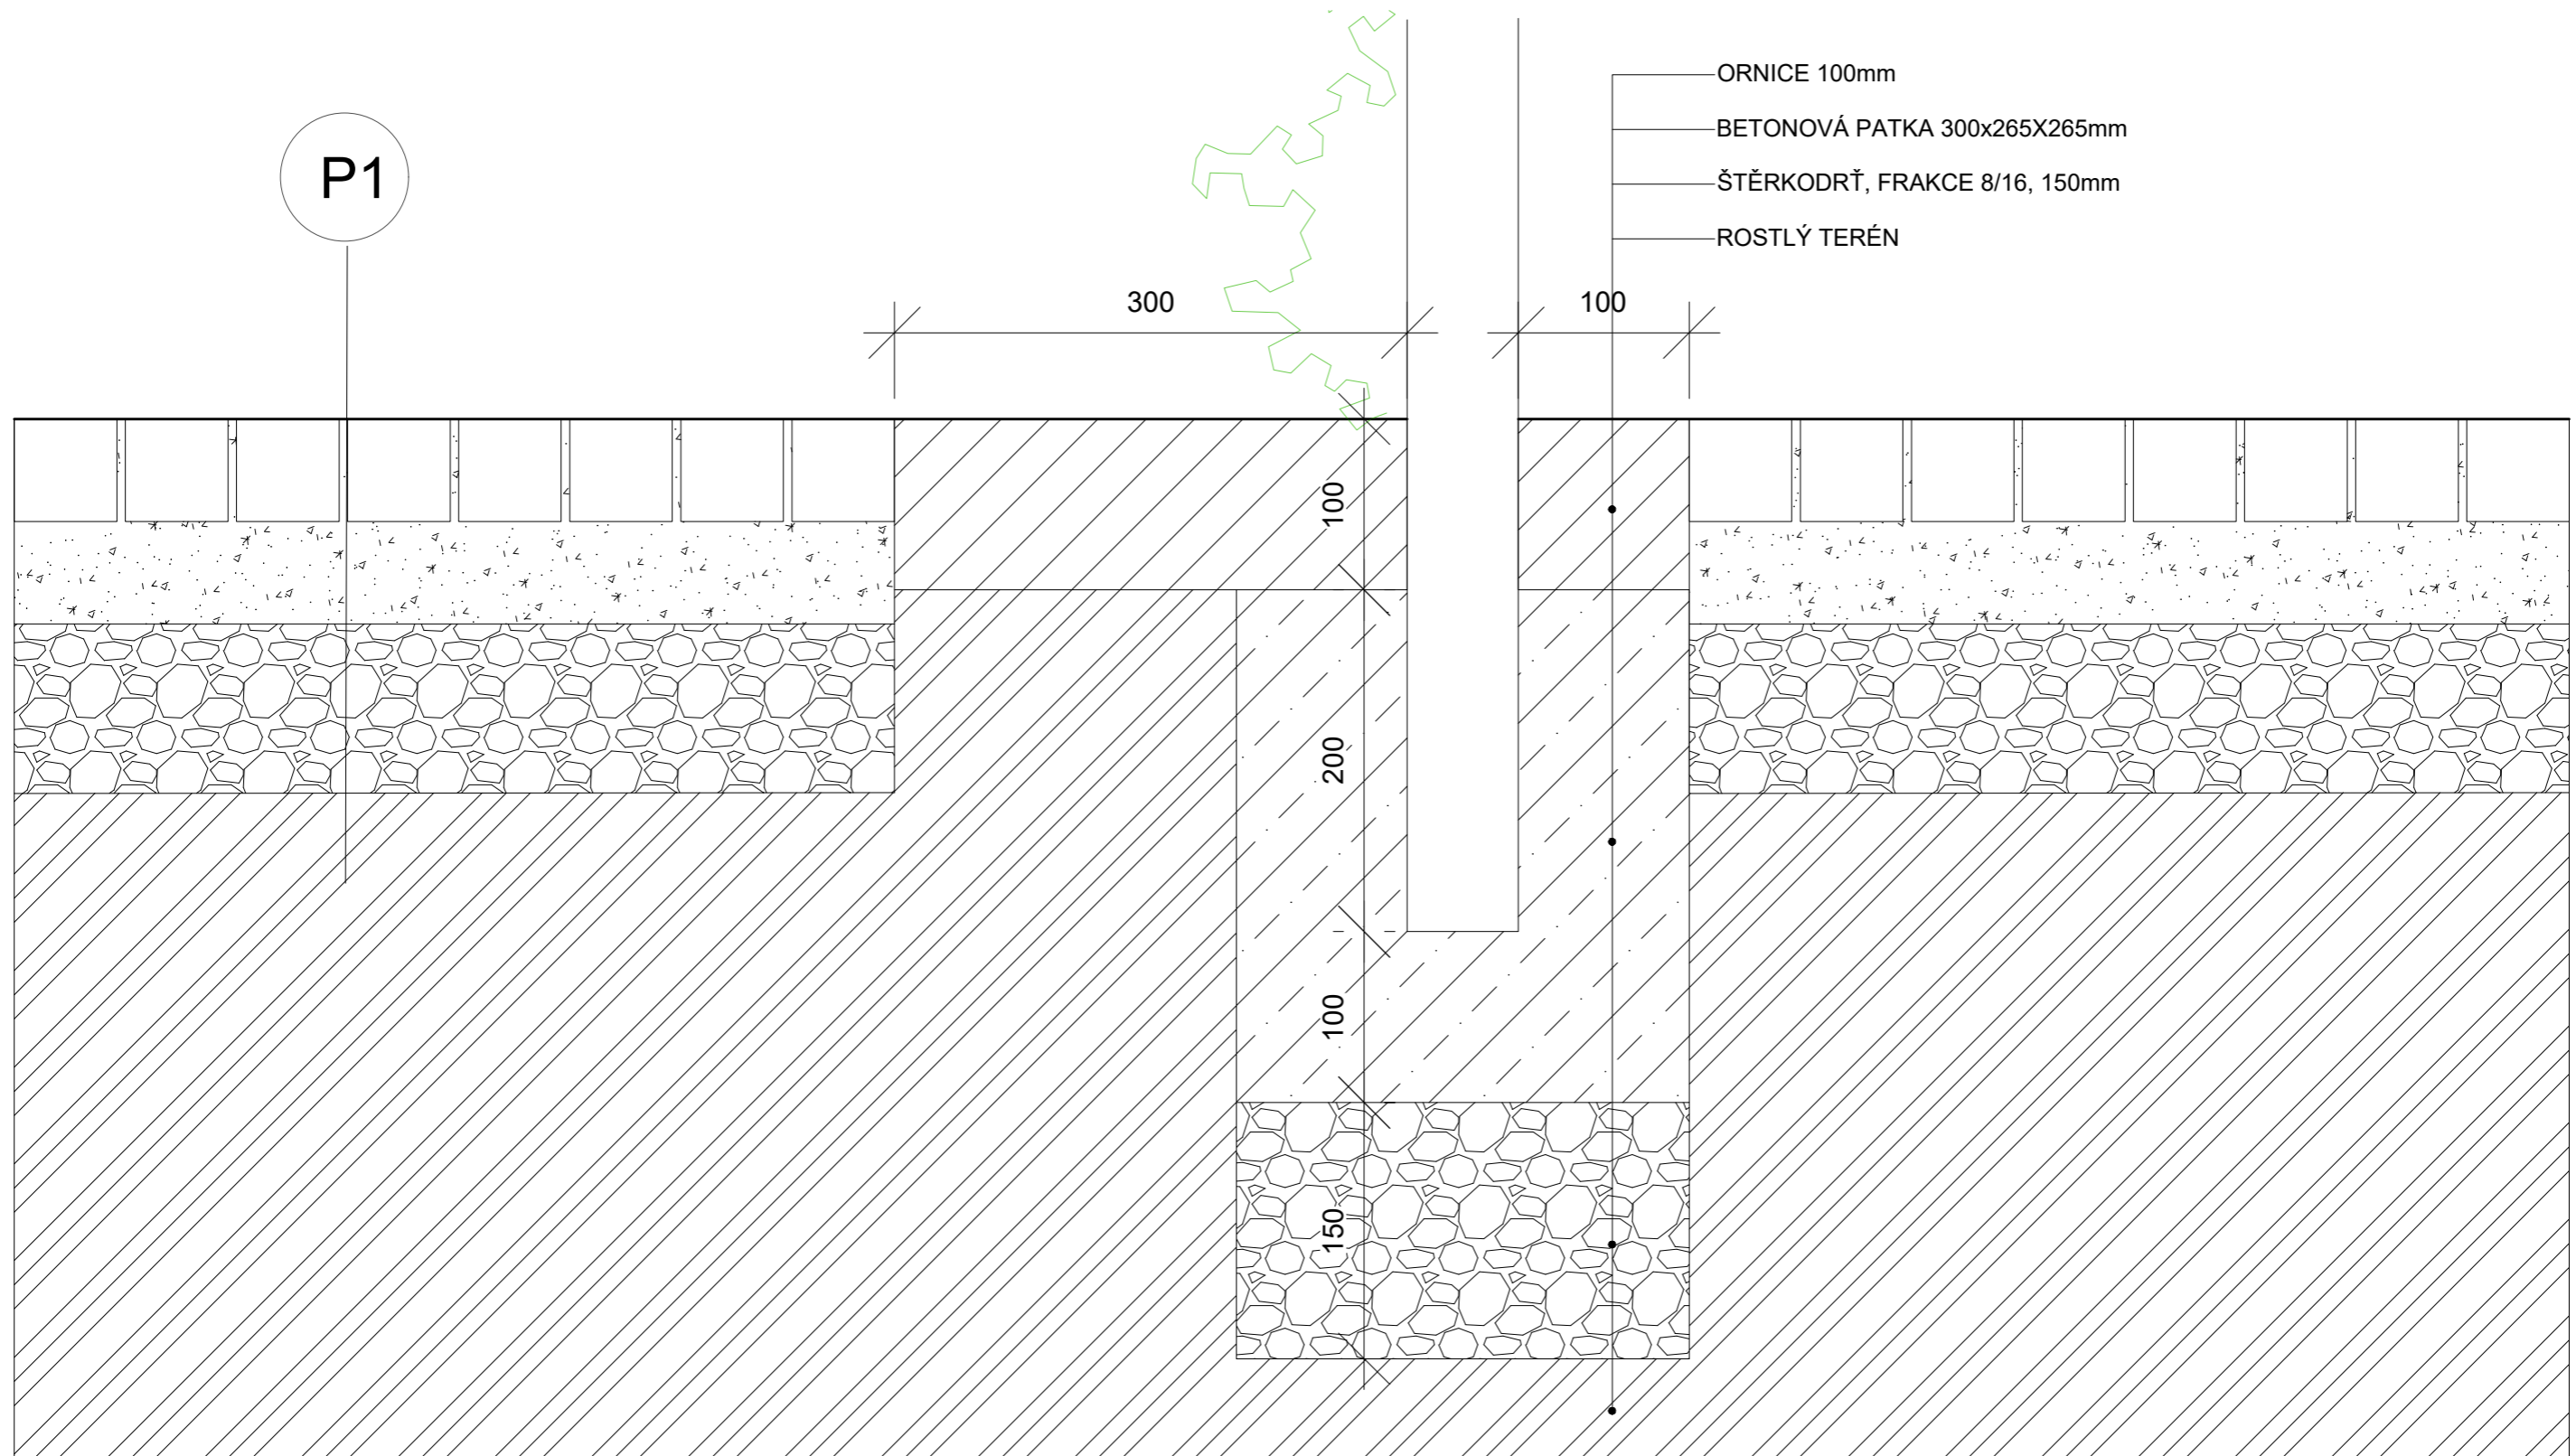 ORNICE 100mm
BETONOVÁ PATKA 300x265X265mm
P1
ŠTĚRKODRŤ, FRAKCE 8/16, 150mm
ROSTLÝ TERÉN
300
100
100
200
100
150